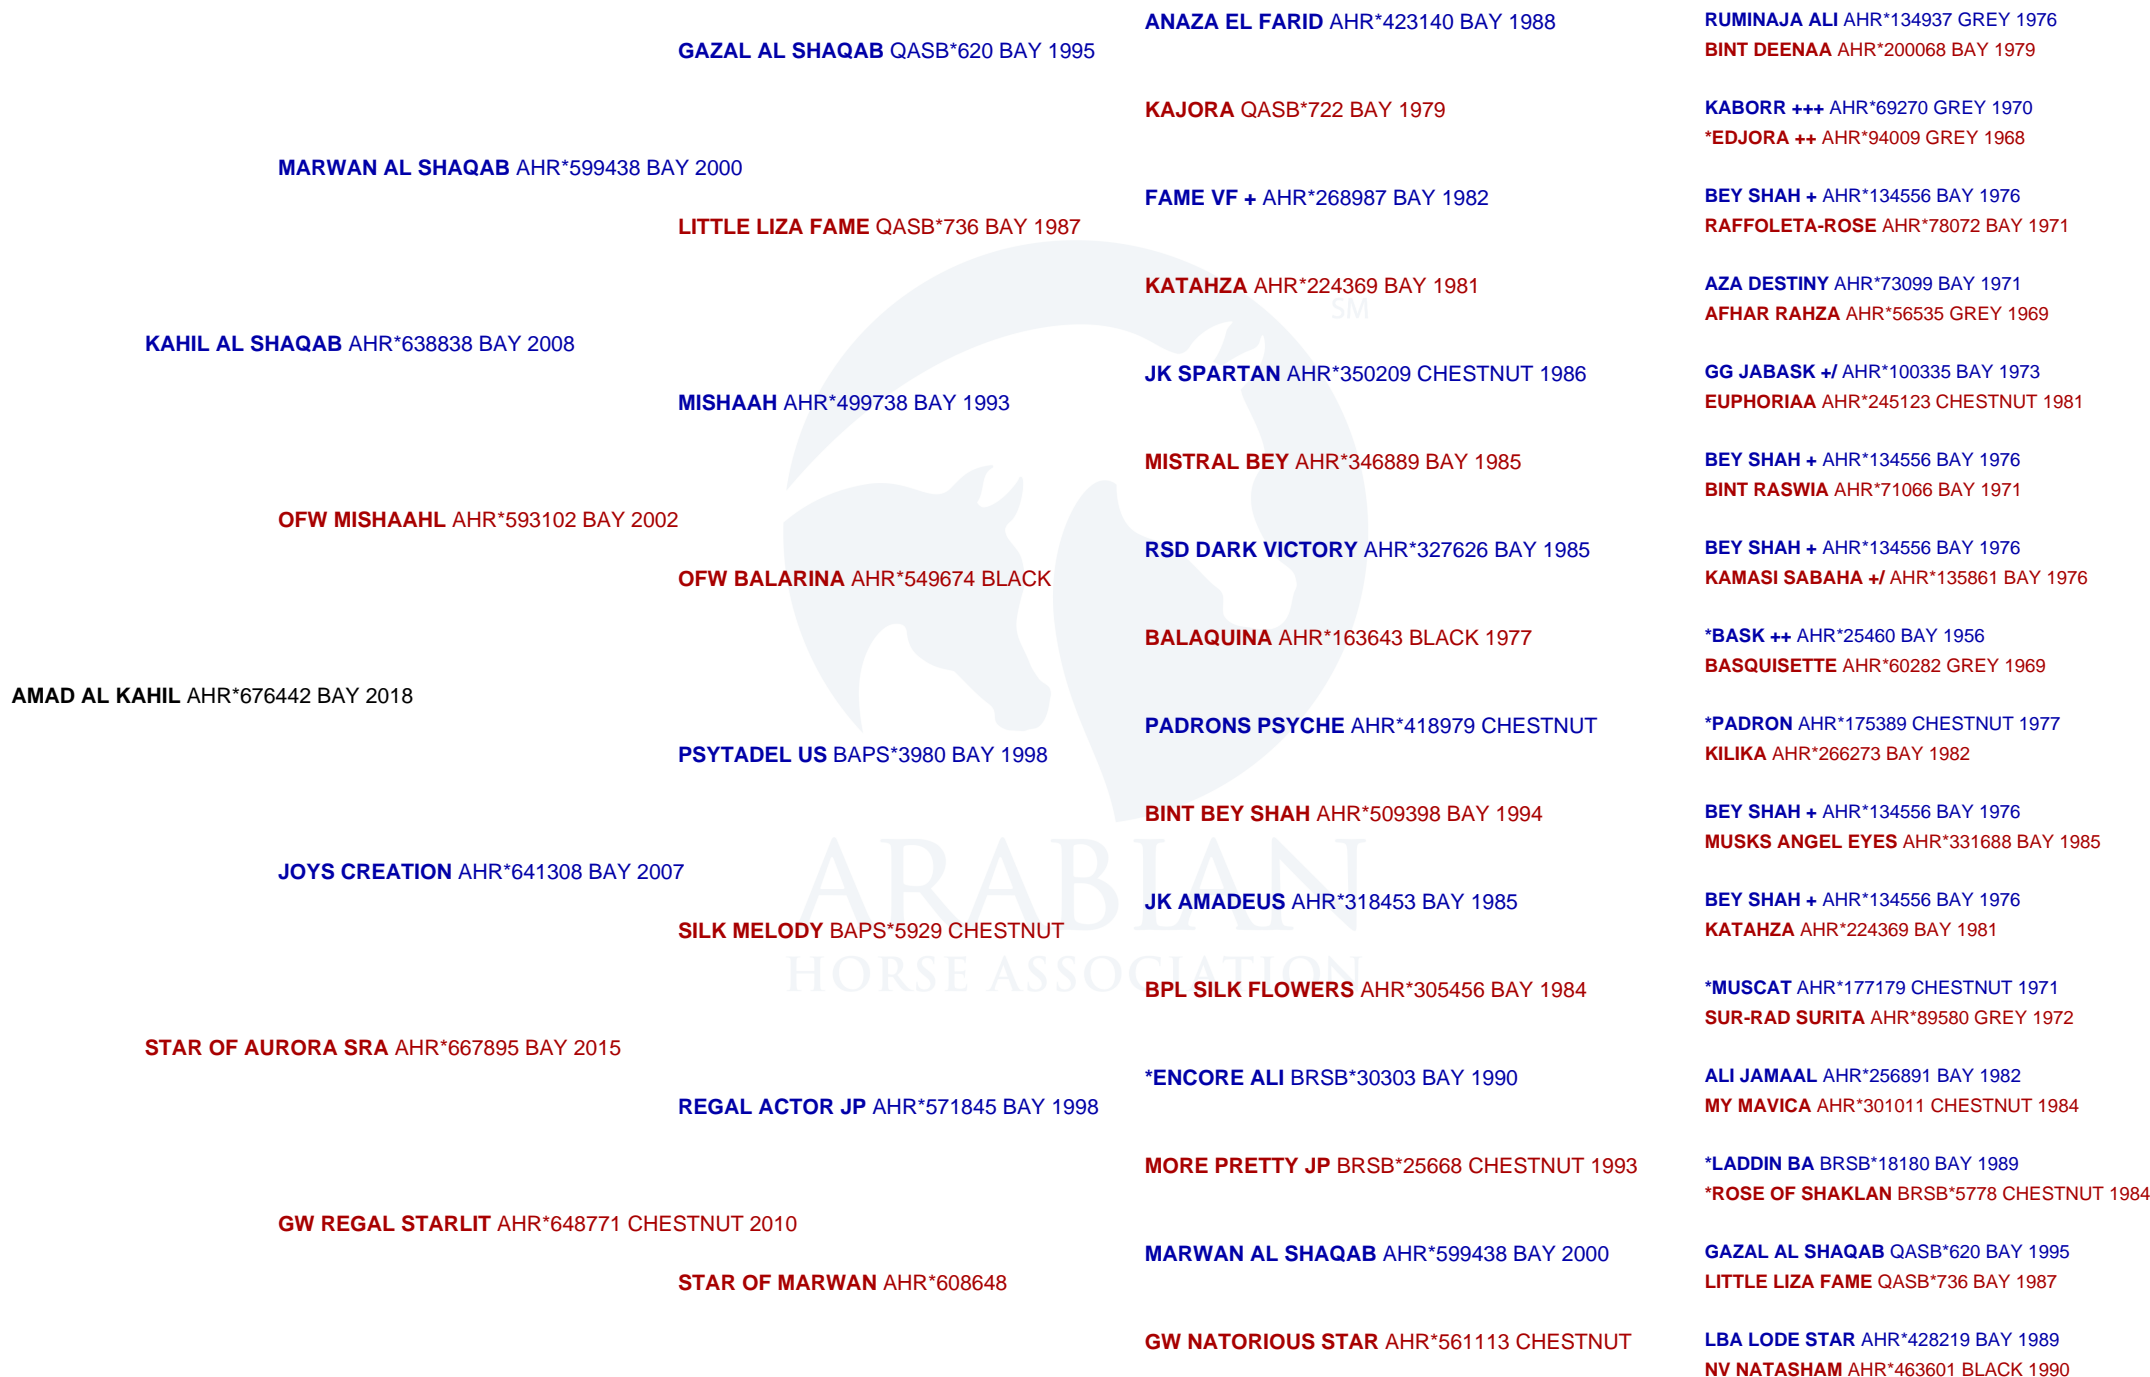 ANAZA EL FARID AHR*423140 BAY 1988
RUMINAJA ALI AHR*134937 GREY 1976
GAZAL AL SHAQAB QASB*620 BAY 1995
BINT DEENAA AHR*200068 BAY 1979
KAJORA QASB*722 BAY 1979
KABORR +++ AHR*69270 GREY 1970
*EDJORA ++ AHR*94009 GREY 1968
MARWAN AL SHAQAB AHR*599438 BAY 2000
FAME VF + AHR*268987 BAY 1982
BEY SHAH + AHR*134556 BAY 1976
LITTLE LIZA FAME QASB*736 BAY 1987
RAFFOLETA-ROSE AHR*78072 BAY 1971
KATAHZA AHR*224369 BAY 1981
AZA DESTINY AHR*73099 BAY 1971
SM
AFHAR RAHZA AHR*56535 GREY 1969
KAHIL AL SHAQAB AHR*638838 BAY 2008
JK SPARTAN AHR*350209 CHESTNUT 1986
GG JABASK +/ AHR*100335 BAY 1973
MISHAAH AHR*499738 BAY 1993
EUPHORIAA AHR*245123 CHESTNUT 1981
MISTRAL BEY AHR*346889 BAY 1985
BEY SHAH + AHR*134556 BAY 1976
BINT RASWIA AHR*71066 BAY 1971
OFW MISHAAHL AHR*593102 BAY 2002
RSD DARK VICTORY AHR*327626 BAY 1985
BEY SHAH + AHR*134556 BAY 1976
OFW BALARINA AHR*549674 BLACK
KAMASI SABAHA +/ AHR*135861 BAY 1976
BALAQUINA AHR*163643 BLACK 1977
*BASK ++ AHR*25460 BAY 1956
BASQUISETTE AHR*60282 GREY 1969
AMAD AL KAHIL AHR*676442 BAY 2018
PADRONS PSYCHE AHR*418979 CHESTNUT
*PADRON AHR*175389 CHESTNUT 1977
PSYTADEL US BAPS*3980 BAY 1998
KILIKA AHR*266273 BAY 1982
BINT BEY SHAH AHR*509398 BAY 1994
BEY SHAH + AHR*134556 BAY 1976
MUSKS ANGEL EYES AHR*331688 BAY 1985
JOYS CREATION AHR*641308 BAY 2007
ARABIAN
JK AMADEUS AHR*318453 BAY 1985
BEY SHAH + AHR*134556 BAY 1976
SILK MELODY BAPS*5929 CHESTNUT
KATAHZA AHR*224369 BAY 1981
HORSE ASSOCIATION
BPL SILK FLOWERS AHR*305456 BAY 1984
*MUSCAT AHR*177179 CHESTNUT 1971
SUR-RAD SURITA AHR*89580 GREY 1972
STAR OF AURORA SRA AHR*667895 BAY 2015
*ENCORE ALI BRSB*30303 BAY 1990
ALI JAMAAL AHR*256891 BAY 1982
REGAL ACTOR JP AHR*571845 BAY 1998
MY MAVICA AHR*301011 CHESTNUT 1984
MORE PRETTY JP BRSB*25668 CHESTNUT 1993
*LADDIN BA BRSB*18180 BAY 1989
*ROSE OF SHAKLAN BRSB*5778 CHESTNUT 1984
GW REGAL STARLIT AHR*648771 CHESTNUT 2010
MARWAN AL SHAQAB AHR*599438 BAY 2000
GAZAL AL SHAQAB QASB*620 BAY 1995
STAR OF MARWAN AHR*608648
LITTLE LIZA FAME QASB*736 BAY 1987
GW NATORIOUS STAR AHR*561113 CHESTNUT
LBA LODE STAR AHR*428219 BAY 1989
NV NATASHAM AHR*463601 BLACK 1990